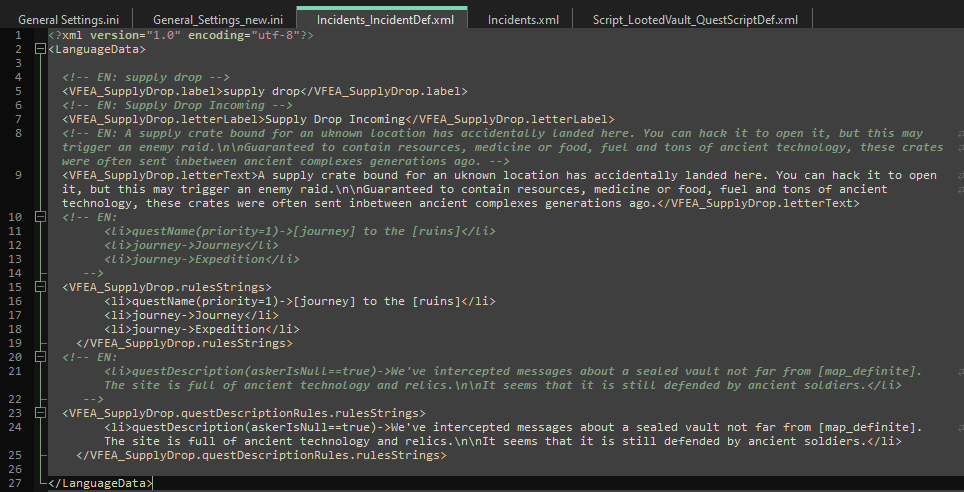 General Settings.ini General_Settings_new.ini Incidents_IncidentDef.xml Incidents.xml Script_LootedVault_QuestScriptDef.xml
1 <?xml version="1.0" encoding="utf-8"?>
2 <LanguageData>
3
4 <!-- EN: supply drop -->
5 <VFEA_SupplyDrop.label>supply drop</VFEA_SupplyDrop.label>
6 <!-- EN: Supply Drop Incoming -->
7 <VFEA_SupplyDrop.letterLabel>Supply Drop Incoming</VFEA_SupplyDrop.letterLabel>
8 <!-- EN: A supply crate bound for an uknown location has accidentally landed here. You can hack it to open it, but this may
trigger an enemy raid.\n\nGuaranteed to contain resources, medicine or food, fuel and tons of ancient technology, these crates
were often sent inbetween ancient complexes generations ago. -->
9 <VFEA_SupplyDrop.letterText>A supply crate bound for an uknown location has accidentally landed here. You can hack it to open
it, but this may trigger an enemy raid.\n\nGuaranteed to contain resources, medicine or food, fuel and tons of ancient
technology, these crates were often sent inbetween ancient complexes generations ago.</VFEA_SupplyDrop.letterText>
10 <!-- EN:
11 <li>questName(priority=1)->[journey] to the [ruins]</li>
12 <li>journey->Journey</li>
13 <li>journey->Expedition</li>
14 -->
15 <VFEA_SupplyDrop.rulesStrings>
16 <li>questName(priority=1)->[journey] to the [ruins]</li>
17 <li>journey->Journey</li>
18 <li>journey->Expedition</li>
19 </VFEA_SupplyDrop.rulesStrings>
20 <!-- EN:
21 <li>questDescription(askerIsNull==true)->We've intercepted messages about a sealed vault not far from [map_definite].
The site is full of ancient technology and relics.\n\nIt seems that it is still defended by ancient soldiers.</li>
22 -->
23 <VFEA_SupplyDrop.questDescriptionRules.rulesStrings>
24 <li>questDescription(askerIsNull==true)->We've intercepted messages about a sealed vault not far from [map_definite].
The site is full of ancient technology and relics.\n\nIt seems that it is still defended by ancient soldiers.</li>
25 </VFEA_SupplyDrop.questDescriptionRules.rulesStrings>
26
27 </LanguageData>